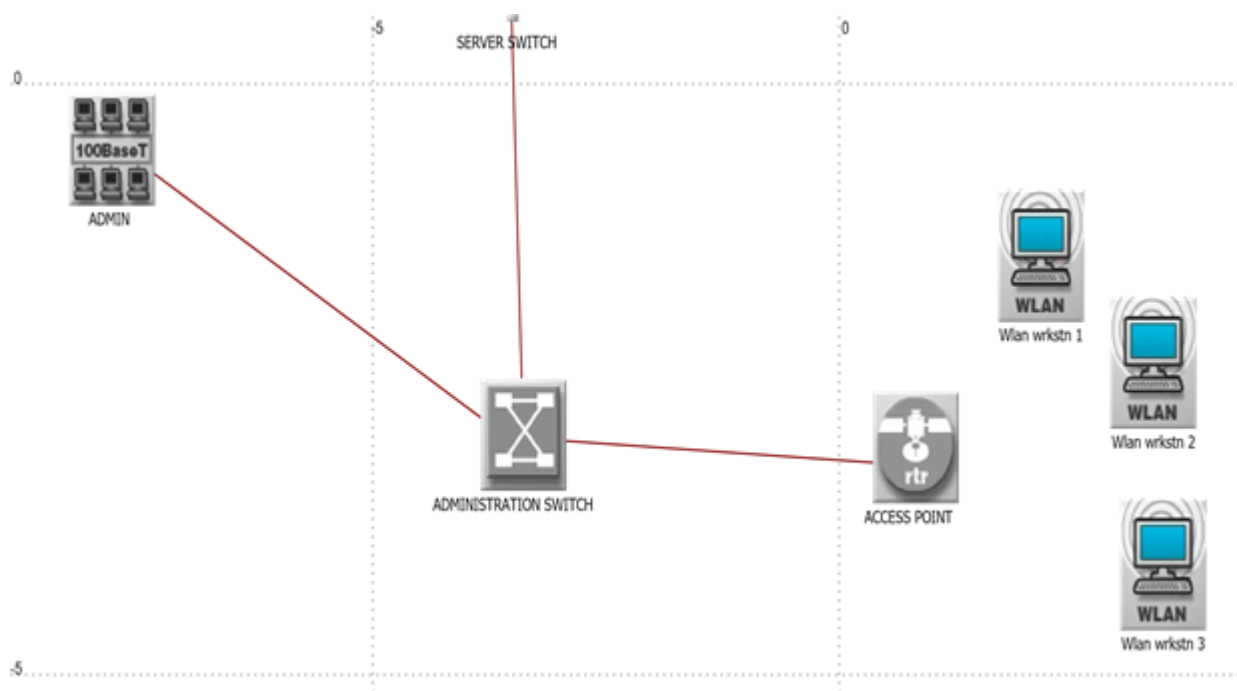 -5
0
SERVER SWITCH
0
100BaseT
ADMIN
WLAN
Wlan wrkstn 1
WLAN
Wlan wrkstn 2
ADMINISTRATION SWITCH
rtr
ACCESS POINT
WLAN
Wlan wrkstn 3
-5